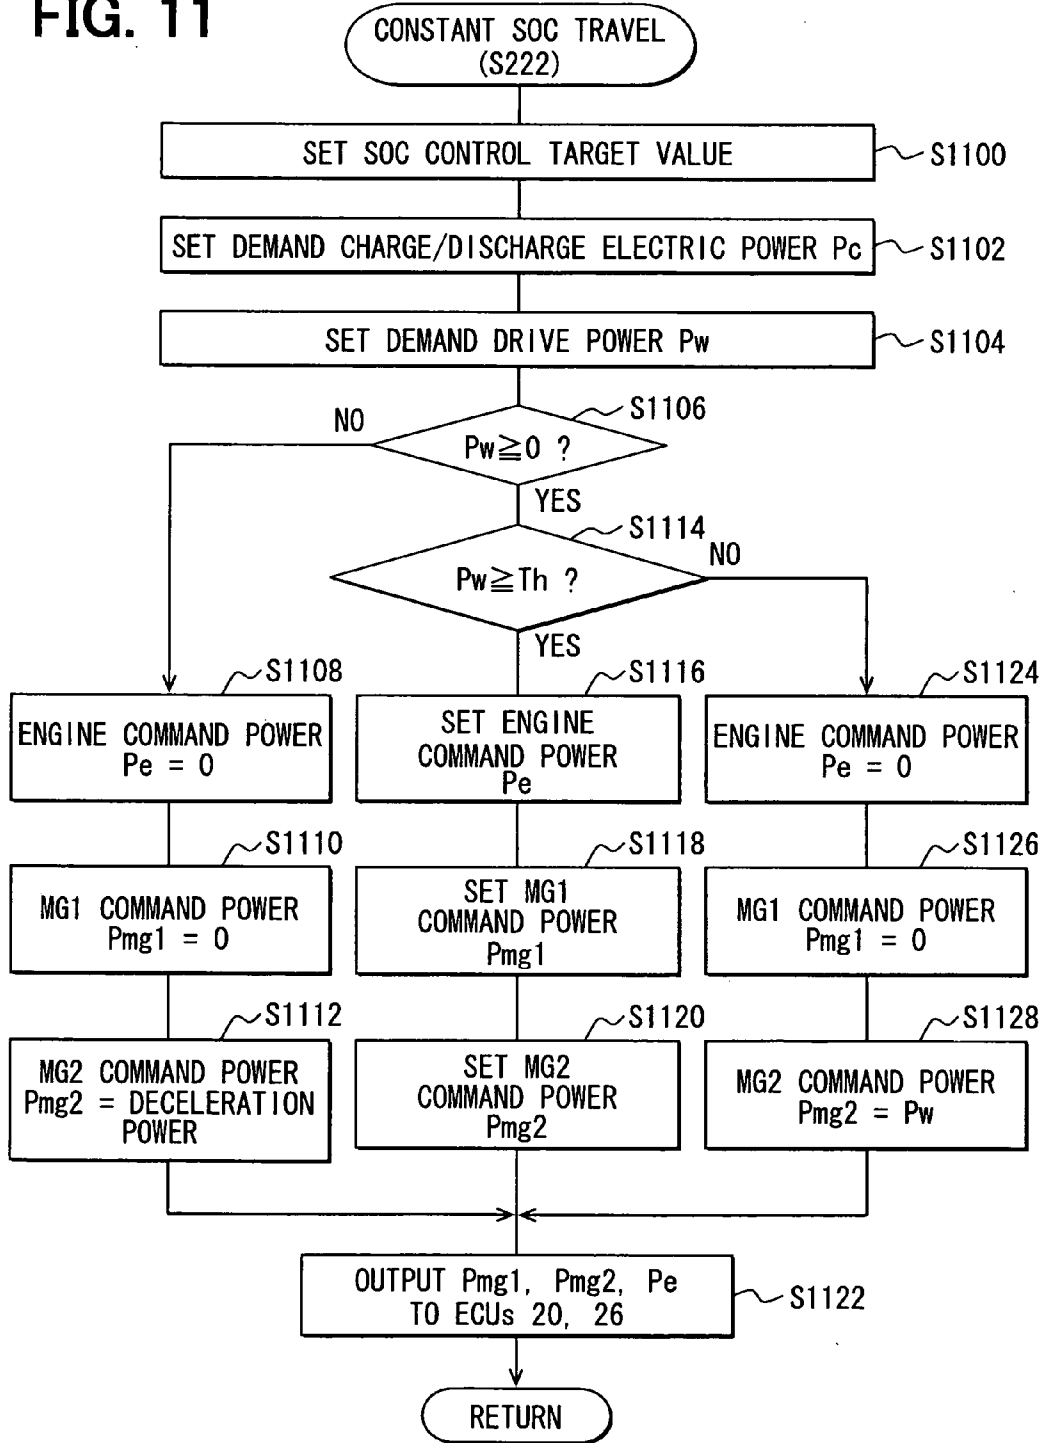 FIG. 11
CONSTANT SOC TRAVEL
(S222)
SET SOC CONTROL TARGET VALUE
S1100
SET DEMAND CHARGE/DISCHARGE ELECTRIC POWER Pc
S1102
SET DEMAND DRIVE POWER Pw
S1104
S1106
NO
Pw≧0 ?
YES
S1114
NO
Pw≧Th ?
YES
S1108
ENGINE COMMAND POWER
Pe = 0
S1110
MG1 COMMAND POWER
Pmg1 = 0
S1112
MG2 COMMAND POWER
Pmg2 = DECELERATION
POWER
S1116
SET ENGINE
COMMAND POWER
Pe
S1118
SET MG1
COMMAND POWER
Pmg1
S1120
SET MG2
COMMAND POWER
Pmg2
S1124
ENGINE COMMAND POWER
Pe = 0
S1126
MG1 COMMAND POWER
Pmg1 = 0
S1128
MG2 COMMAND POWER
Pmg2 = Pw
OUTPUT Pmg1, Pmg2, Pe
TO ECUs 20, 26
S1122
RETURN